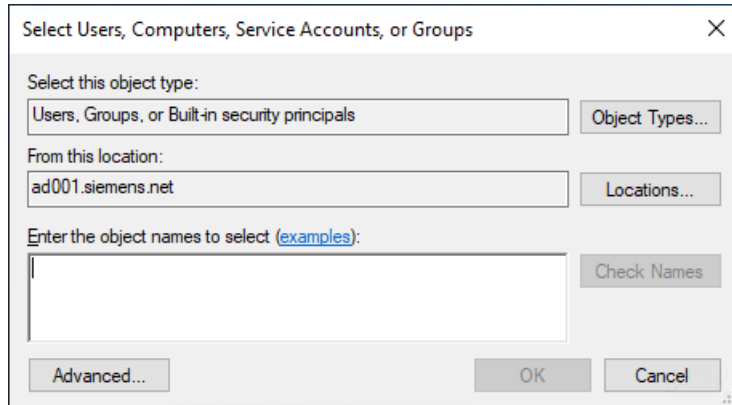 Select Users, Computers, Service Accounts, or Groups
Select this object type:
Users, Groups, or Built-in security principals
Object Types...
From this location:
ad001.siemens.net
Locations...
Enter the object names to select (examples):
Check Names
Advanced...
OK
Cancel